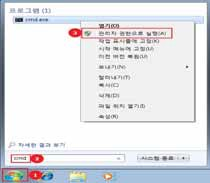 프로그램 (1)
cmd.exe
열기(O)
3
관리자 권한으로 실행(A)
작업 표시줄에 고정(K)
시작 메뉴에 고정(U)
이전 버전 복원(V)
보내기(N)
잘라내기(T)
복사(C)
삭제(D)
파일 위치 열기(I)
속성(R)
자세한 결과 보기
cmd
2
시스템 종료
1